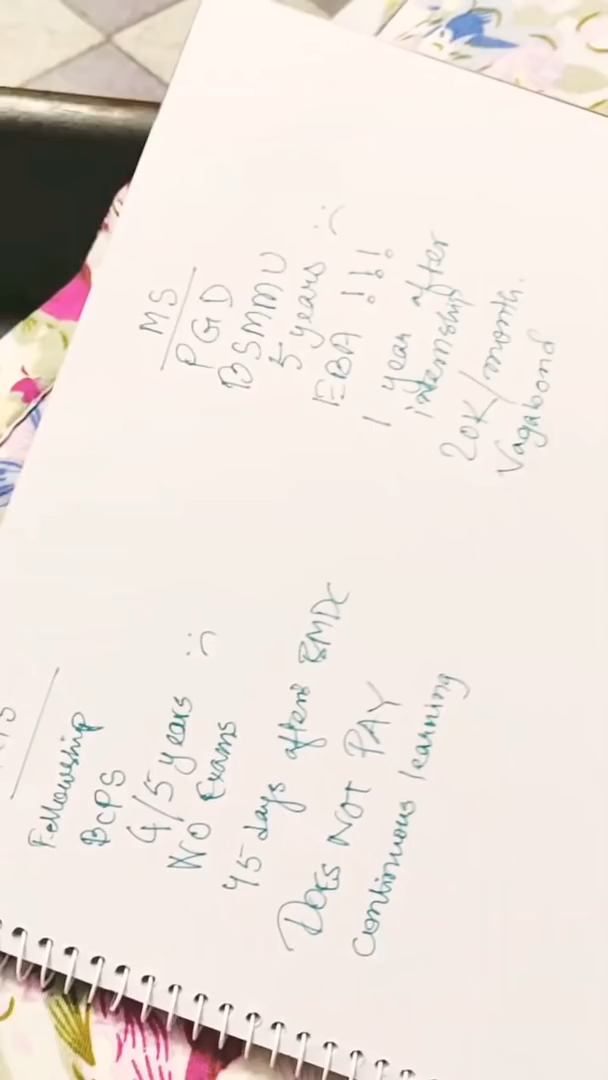 Fellowship
BCPS
4/5 years :)
NO Exams
45 days after BMDC
Does NOT PAY
continuous learning
MS
PGD
BSMMU
5 years :(
EBA !!!
1 year after
internship
20K/month.
Vagabond